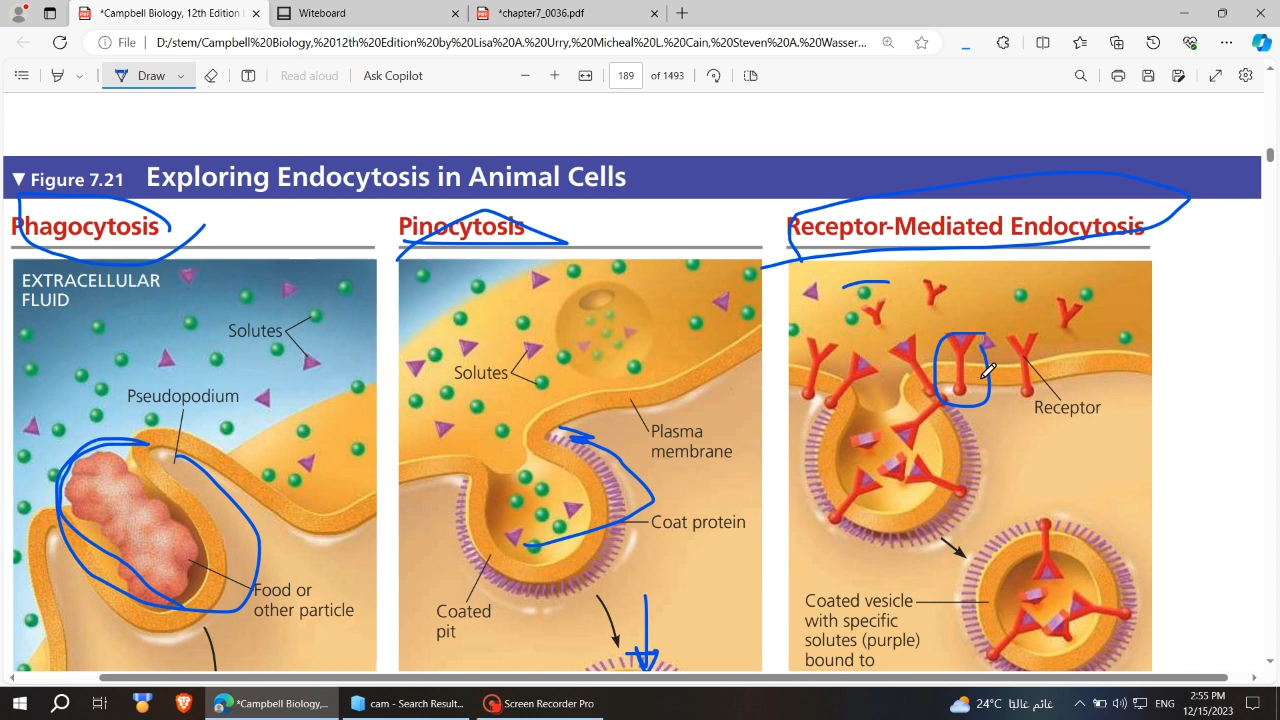 *Campbell Biology, 12th Edition
Witeboard
*chapter7_0036.pdf
File
D:/stem/Campbell%20Biology,%2012th%20Edition%20by%20Lisa%20A.%20Urry,%20Micheal%20L.%20Cain,%20Steven%20A.%20Wasser...
Draw
Read aloud
Ask Copilot
189 of 1493
▼ Figure 7.21 Exploring Endocytosis in Animal Cells
Phagocytosis
EXTRACELLULAR
FLUID
Solutes
Pseudopodium
Food or
other particle
Pinocytosis
Solutes
Plasma
membrane
Coat protein
Coated
pit
Receptor-Mediated Endocytosis
Receptor
Coated vesicle
with specific
solutes (purple)
bound to
*Campbell Biology,...
cam - Search Result...
Screen Recorder Pro
24°C غائم غالبًا
ENG
2:55 PM
12/15/2023